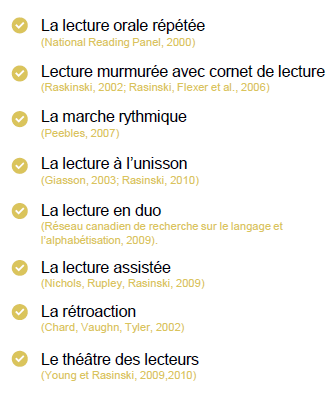 La lecture orale répétée
(National Reading Panel, 2000)
Lecture murmurée avec cornet de lecture
(Raskinski, 2002; Rasinski, Flexer et al., 2006)
La marche rythmique
(Peebles, 2007)
La lecture à l'unisson
(Giasson, 2003; Rasinski, 2010)
La lecture en duo
(Réseau canadien de recherche sur le langage et
l'alphabétisation, 2009).
La lecture assistée
(Nichols, Rupley, Rasinski, 2009)
La rétroaction
(Chard, Vaughn, Tyler, 2002)
Le théâtre des lecteurs
(Young et Rasinski, 2009,2010)